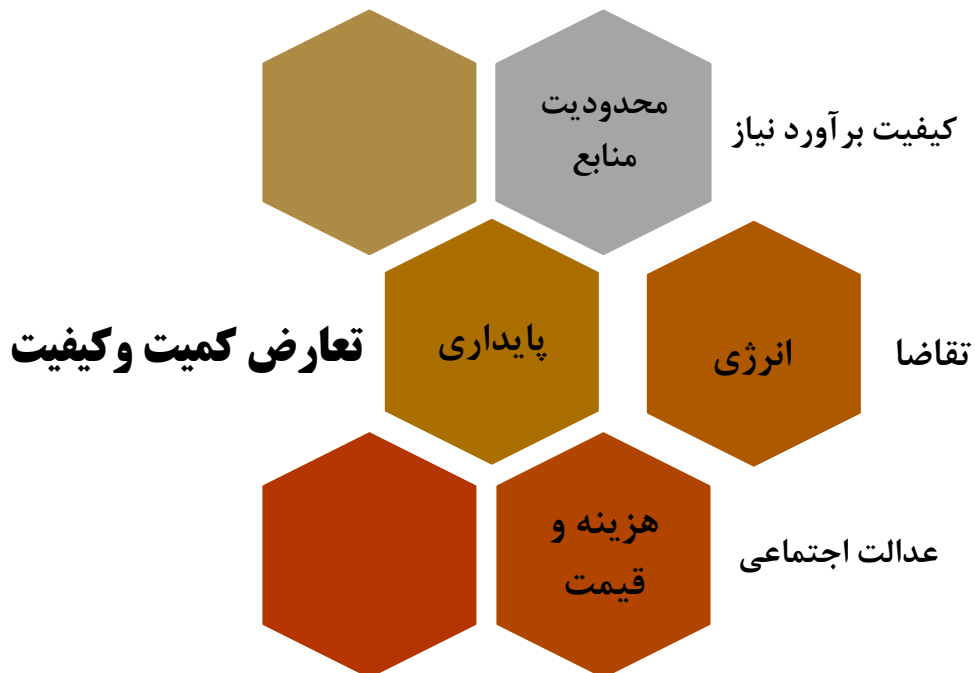 محدودیت
منابع
کیفیت برآورد نیاز
تعارض کمیت وکیفیت
پایداری
انرژی
تقاضا
هزینه و
قیمت
عدالت اجتماعی